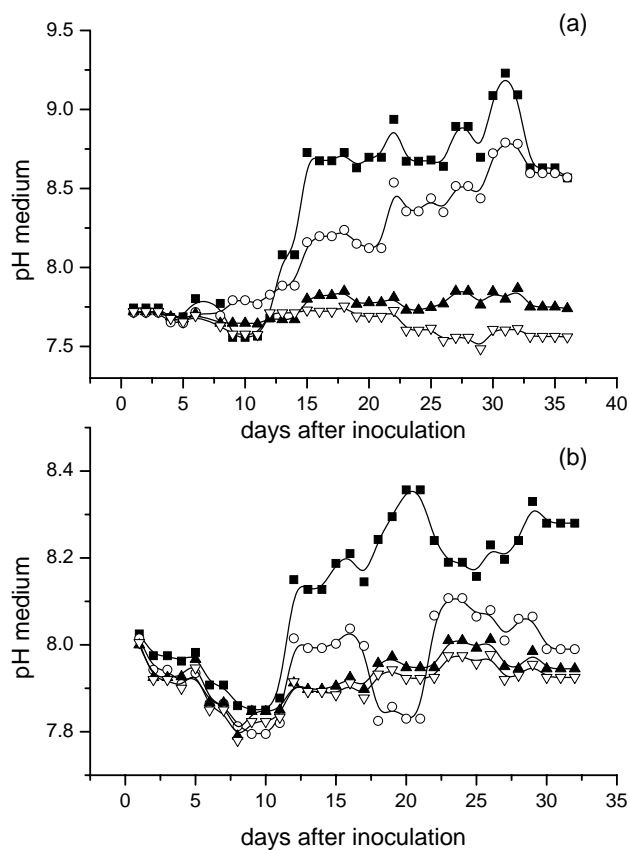 (a)
9.5
9.0
8.5
8.0
7.5
pH medium
0 5 10 15 20 25 30 35 40
days after inoculation
(b)
8.4
8.2
8.0
7.8
pH medium
0 5 10 15 20 25 30 35
days after inoculation